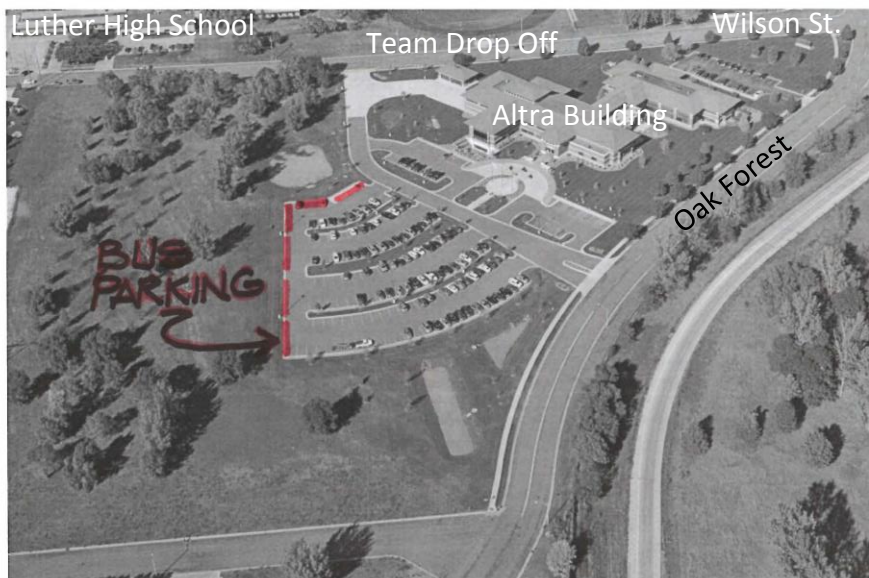 Luther High School
Wilson St.
Team Drop Off
Altra Building
Oak Forest
BUS
PARKING